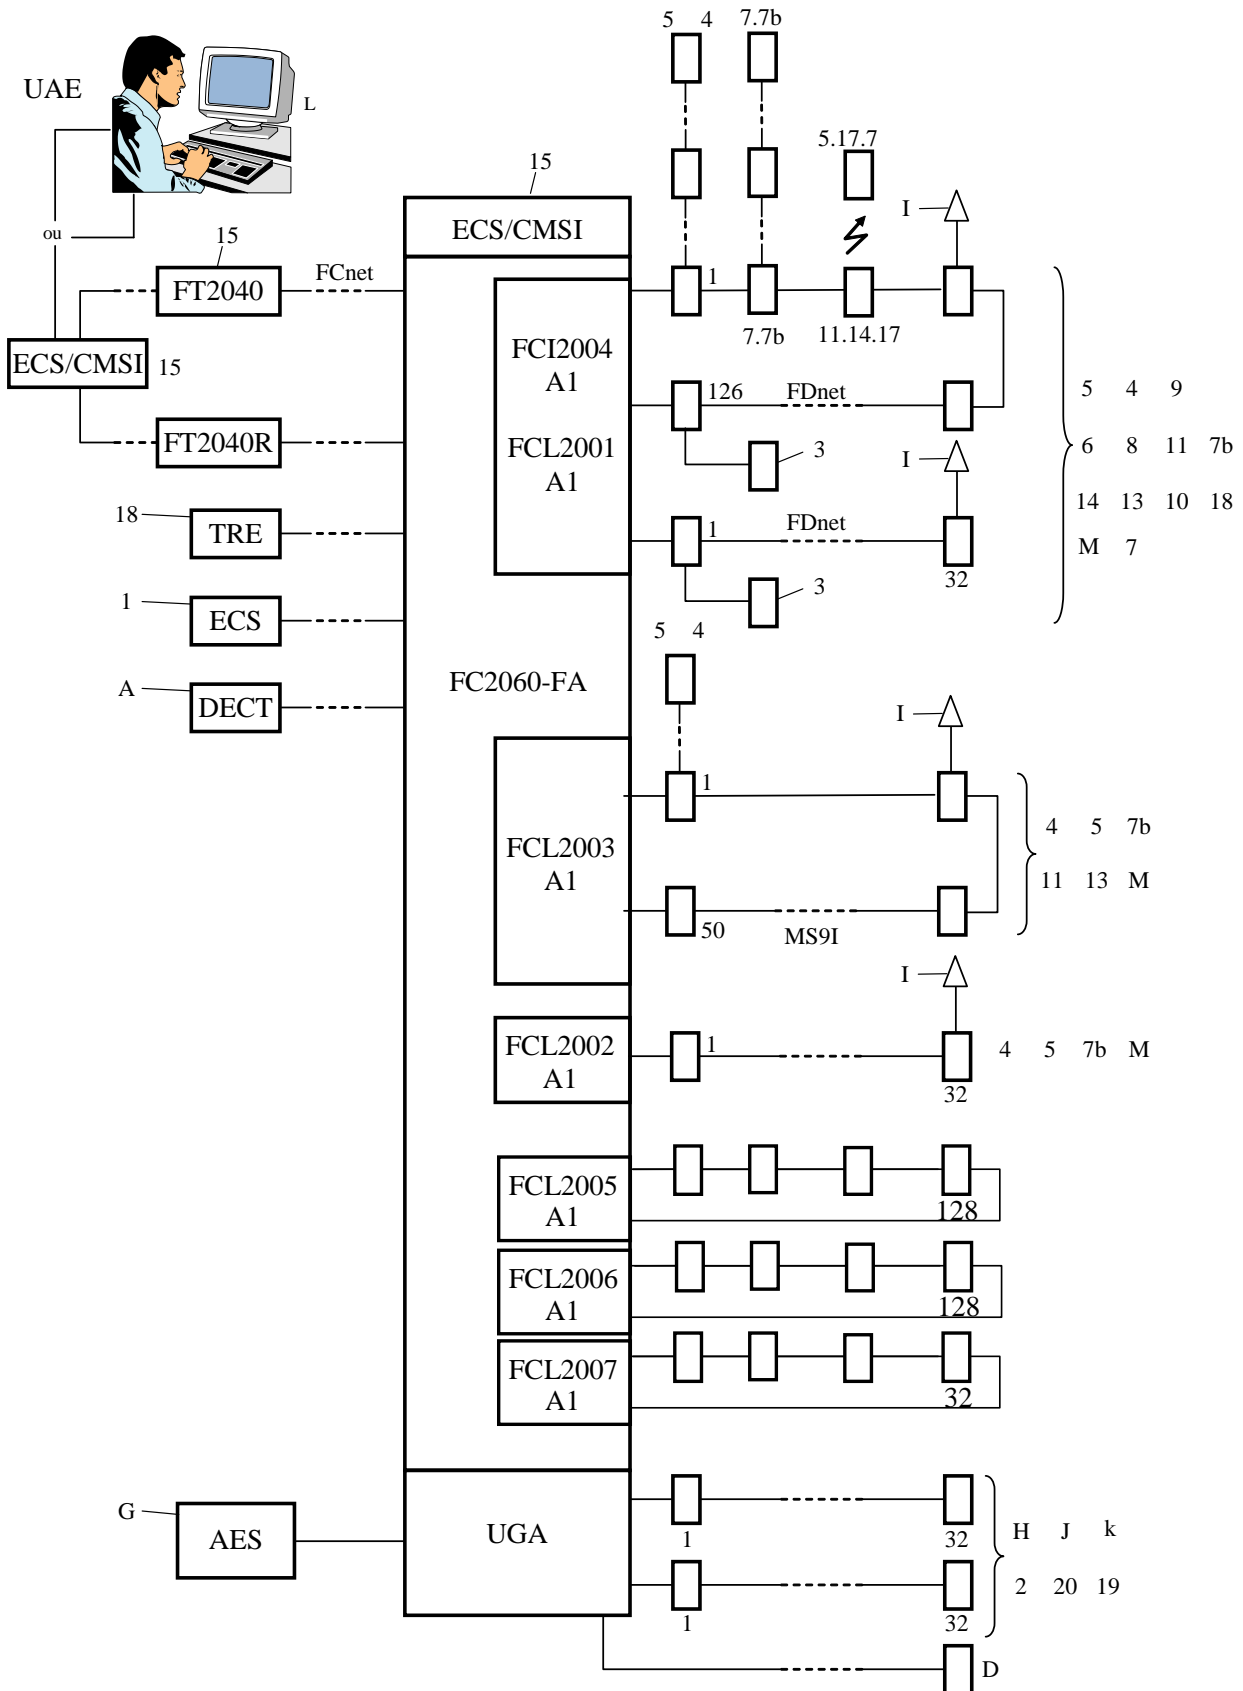 5 4 7.7b
UAE
L
5.17.7
15
I
ECS/CMSI
ou
15
FCnet
FT2040
1
7.7b
11.14.17
ECS/CMSI 15
FCI2004
A1
126 FDnet
5 4 9
FT2040R
FCL2001
A1
3
I
6 8 11 7b
18
TRE
1 FDnet
14 13 10 18
M 7
32
3
1
ECS
5 4
A
DECT
FC2060-FA
I
1
FCL2003
A1
4 5 7b
11 13 M
50
MS9I
I
FCL2002
A1
1
32
4 5 7b M
FCL2005
A1
128
FCL2006
A1
128
FCL2007
A1
32
G
AES
UGA
1
32
H J k
2 20 19
1
32
D